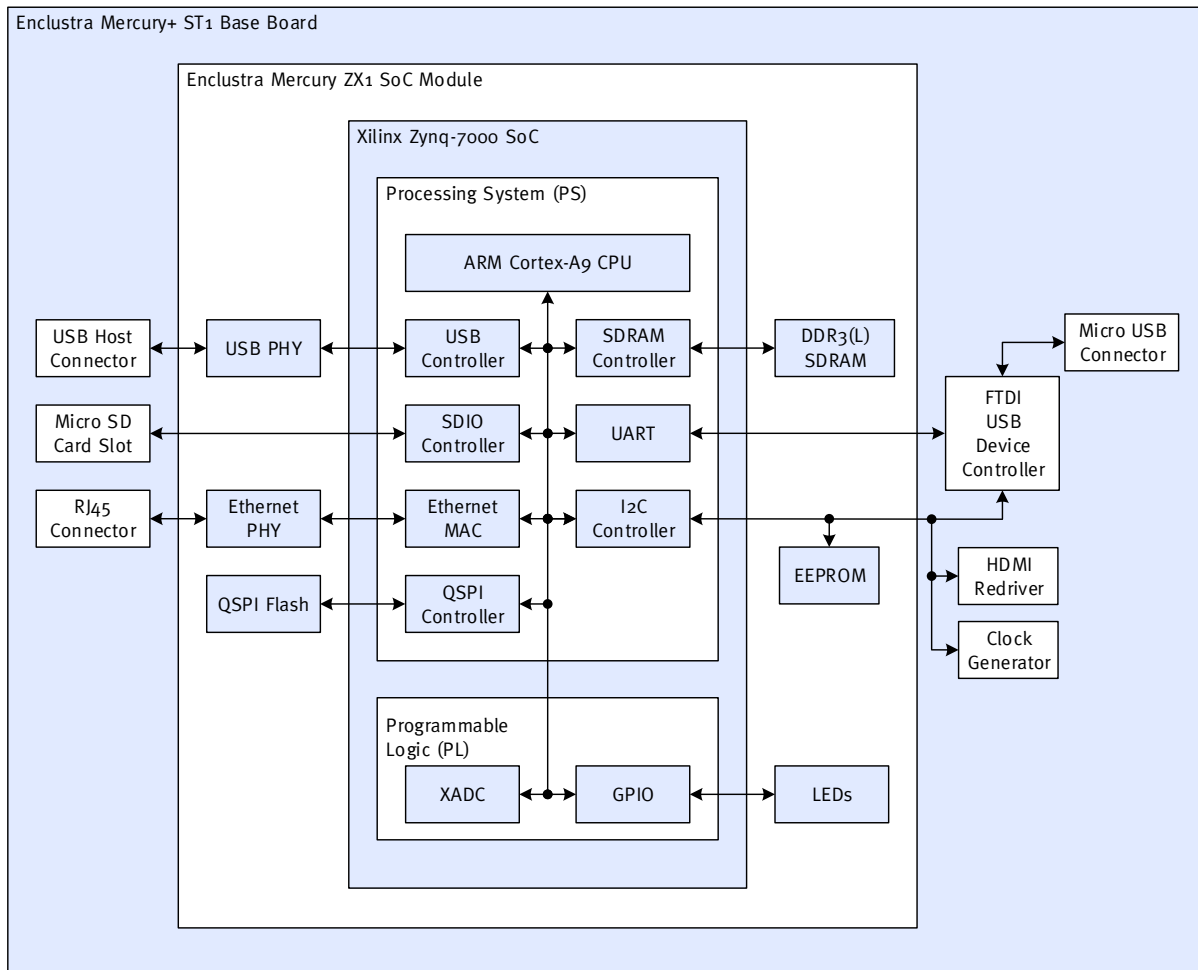 Enclustra Mercury+ ST1 Base Board
Enclustra Mercury ZX1 SoC Module
Xilinx Zynq-7000 SoC
Processing System (PS)
ARM Cortex-A9 CPU
USB Host
Connector
USB PHY
USB
Controller
SDRAM
Controller
DDR3(L)
SDRAM
Micro USB
Connector
Micro SD
Card Slot
SDIO
Controller
UART
FTDI
USB
Device
Controller
RJ45
Connector
Ethernet
PHY
Ethernet
MAC
I2C
Controller
EEPROM
HDMI
Redriver
QSPI Flash
QSPI
Controller
Clock
Generator
Programmable
Logic (PL)
XADC
GPIO
LEDs